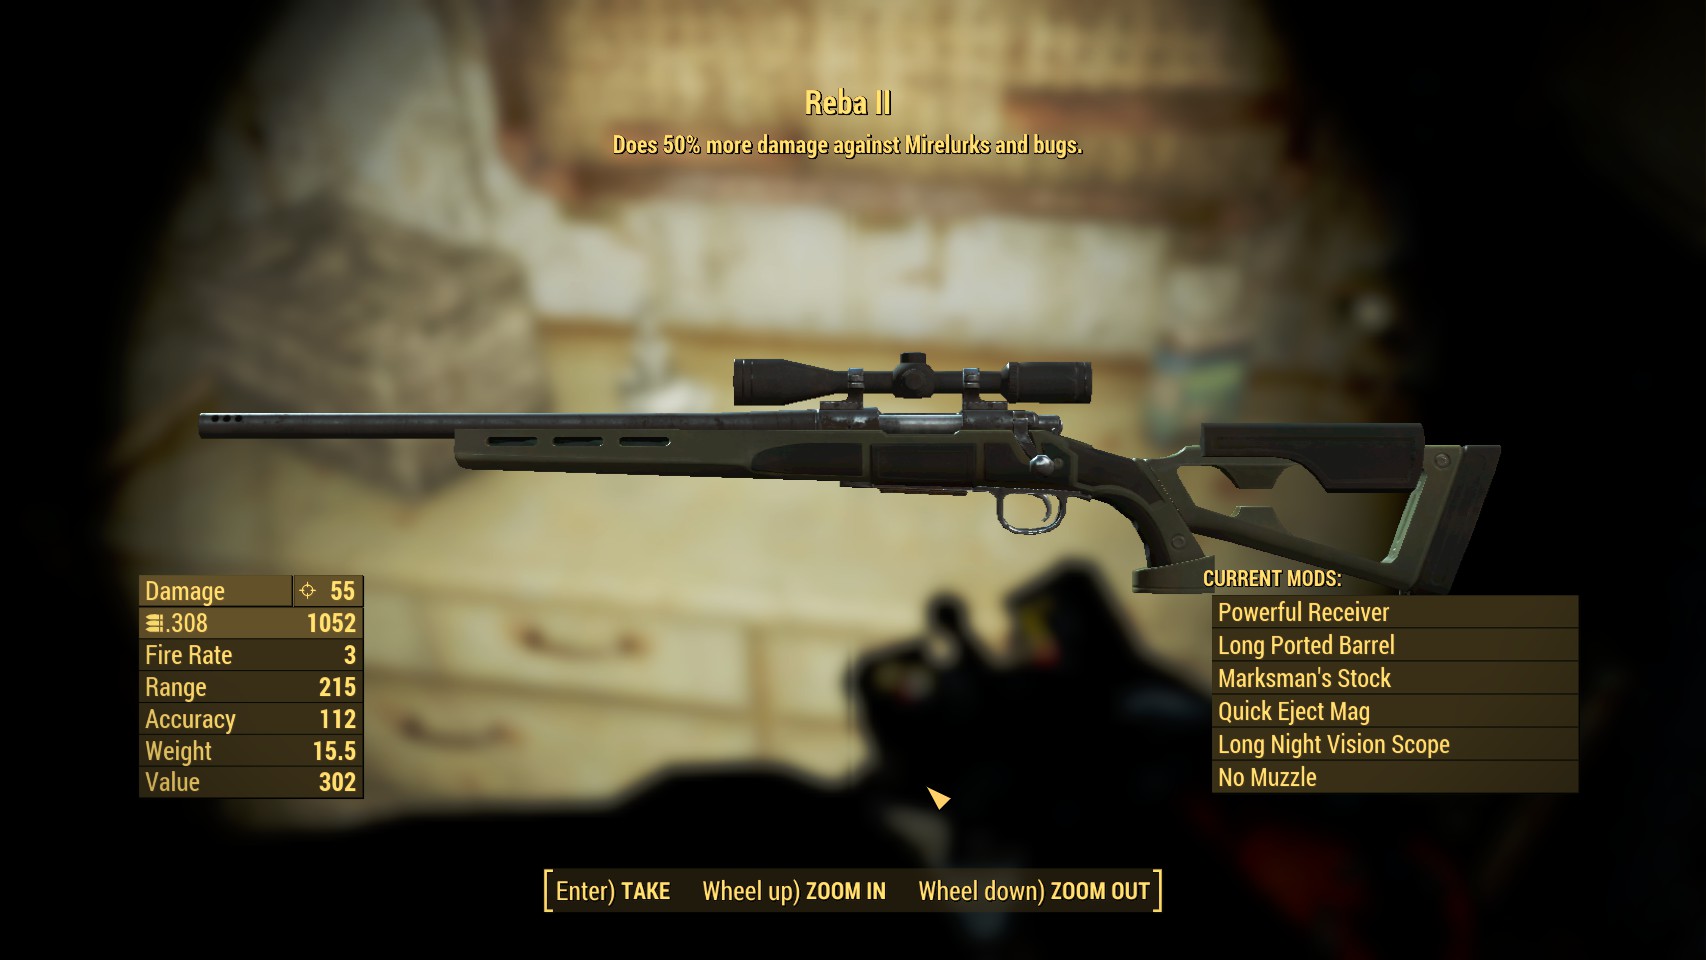 Reba II
Does 50% more damage against Mirelurks and bugs.
Damage 55
.308 1052
Fire Rate 3
Range 215
Accuracy 112
Weight 15.5
Value 302
CURRENT MODS:
Powerful Receiver
Long Ported Barrel
Marksman's Stock
Quick Eject Mag
Long Night Vision Scope
No Muzzle
[Enter) TAKE Wheel up) ZOOM IN Wheel down) ZOOM OUT]